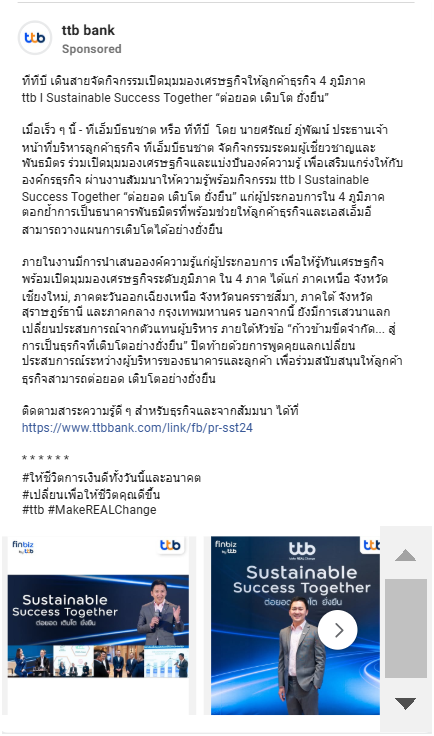 ttb bank
Sponsored
ทีทีบี เดินสายจัดกิจกรรมเปิดมุมมองเศรษฐกิจให้ลูกค้าธุรกิจ 4 ภูมิภาค
ttb I Sustainable Success Together “ต่อยอด เติบโต ยั่งยืน”
เมื่อเร็ว ๆ นี้ - ทีเอ็มบีธนชาต หรือ ทีทีบี โดย นายศรัณย์ ภู่พัฒน์ ประธานเจ้า
หน้าที่บริหารลูกค้าธุรกิจ ทีเอ็มบีธนชาต จัดกิจกรรมระดมผู้เชี่ยวชาญและ
พันธมิตร ร่วมเปิดมุมมองเศรษฐกิจและแบ่งปันองค์ความรู้ เพื่อเสริมแกร่งให้กับ
องค์กรธุรกิจ ผ่านงานสัมมนาให้ความรู้พร้อมกิจกรรม ttb I Sustainable
Success Together “ต่อยอด เติบโต ยั่งยืน” แก่ผู้ประกอบการใน 4 ภูมิภาค
ตอกย้ำการเป็นธนาคารพันธมิตรที่พร้อมช่วยให้ลูกค้าธุรกิจและเอสเอ็มอี
สามารถวางแผนการเติบโตได้อย่างยั่งยืน
ภายในงานมีการนำเสนอองค์ความรู้แก่ผู้ประกอบการ เพื่อให้รู้ทันเศรษฐกิจ
พร้อมเปิดมุมมองเศรษฐกิจระดับภูมิภาค ใน 4 ภาค ได้แก่ ภาคเหนือ จังหวัด
เชียงใหม่, ภาคตะวันออกเฉียงเหนือ จังหวัดนครราชสีมา, ภาคใต้ จังหวัด
สุราษฎร์ธานี และภาคกลาง กรุงเทพมหานคร นอกจากนี้ ยังมีการเสวนาแลก
เปลี่ยนประสบการณ์จากตัวแทนผู้บริหาร ภายใต้หัวข้อ “ก้าวข้ามขีดจำกัด... สู่
การเป็นธุรกิจที่เติบโตอย่างยั่งยืน” ปิดท้ายด้วยการพูดคุยแลกเปลี่ยน
ประสบการณ์ระหว่างผู้บริหารของธนาคารและลูกค้า เพื่อร่วมสนับสนุนให้ลูกค้า
ธุรกิจสามารถต่อยอด เติบโตอย่างยั่งยืน
ติดตามสาระความรู้ดี ๆ สำหรับธุรกิจและจากสัมมนา ได้ที่
https://www.ttbbank.com/link/fb/pr-sst24
* * * * * *
#ให้ชีวิตการเงินดีทั้งวันนี้และอนาคต
#เปลี่ยนเพื่อให้ชีวิตคุณดีขึ้น
#ttb #MakeREALChange
finbiz by ttb
ttb
Sustainable
Success Together
ต่อยอด เติบโต ยั่งยืน
finbiz by ttb
ttb
Sustainable
Success Together
ต่อยอด เติบโต ยั่งยืน